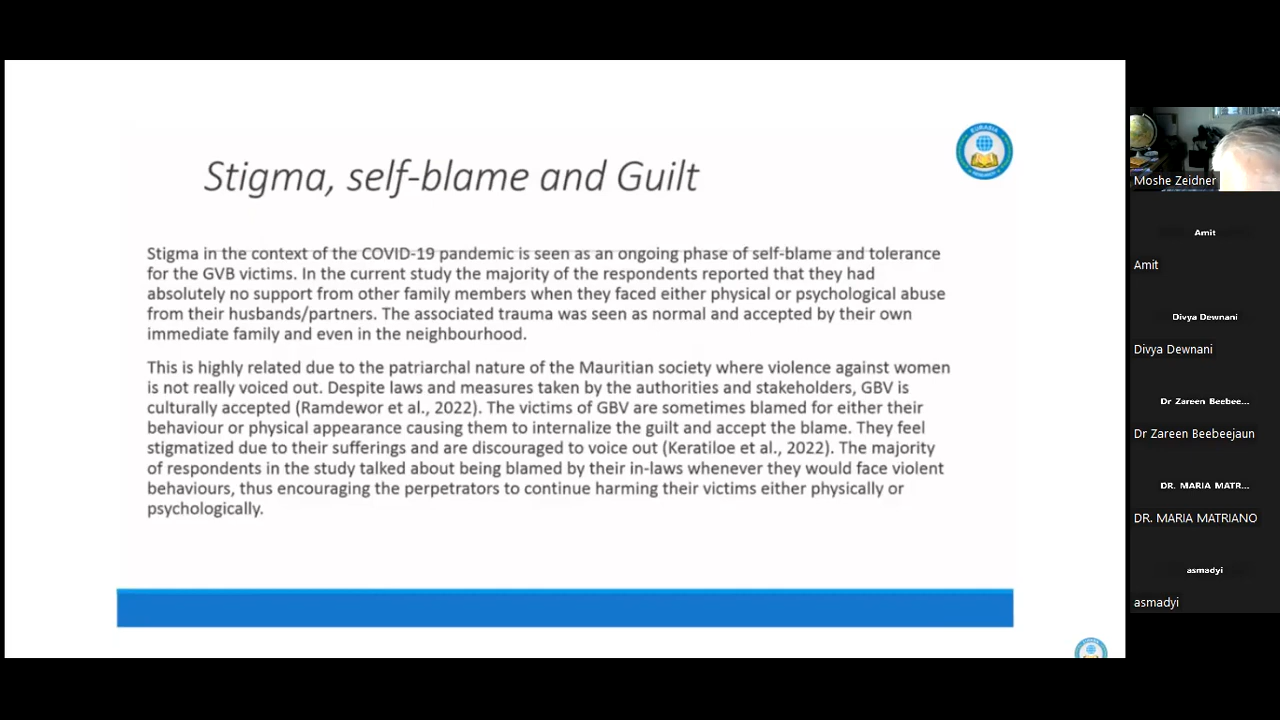 Stigma, self-blame and Guilt
Stigma in the context of the COVID-19 pandemic is seen as an ongoing phase of self-blame and tolerance
for the GVB victims. In the current study the majority of the respondents reported that they had
absolutely no support from other family members when they faced either physical or psychological abuse
from their husbands/partners. The associated trauma was seen as normal and accepted by their own
immediate family and even in the neighbourhood.
This is highly related due to the patriarchal nature of the Mauritian society where violence against women
is not really voiced out. Despite laws and measures taken by the authorities and stakeholders, GBV is
culturally accepted (Ramdewor et al., 2022). The victims of GBV are sometimes blamed for either their
behaviour or physical appearance causing them to internalize the guilt and accept the blame. They feel
stigmatized due to their sufferings and are discouraged to voice out (Keratiloe et al., 2022). The majority
of respondents in the study talked about being blamed by their in-laws whenever they would face violent
behaviours, thus encouraging the perpetrators to continue harming their victims either physically or
psychologically.
EURASIA
RESEARCH
Moshe Zeidner
Amit
Amit
Divya Dewnani
Divya Dewnani
Dr Zareen Beebee...
Dr Zareen Beebeejaun
DR. MARIA MATR...
DR. MARIA MATRIANO
asmadyi
asmadyi